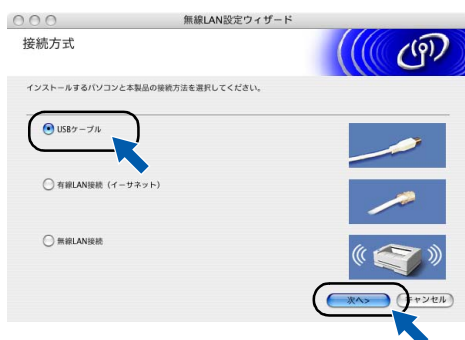 無線LAN設定ウィザード
接続方式
インストールするパソコンと本製品の接続方法を選択してください。
USBケーブル
有線LAN接続（イーサネット）
無線LAN接続
次へ>
キャンセル